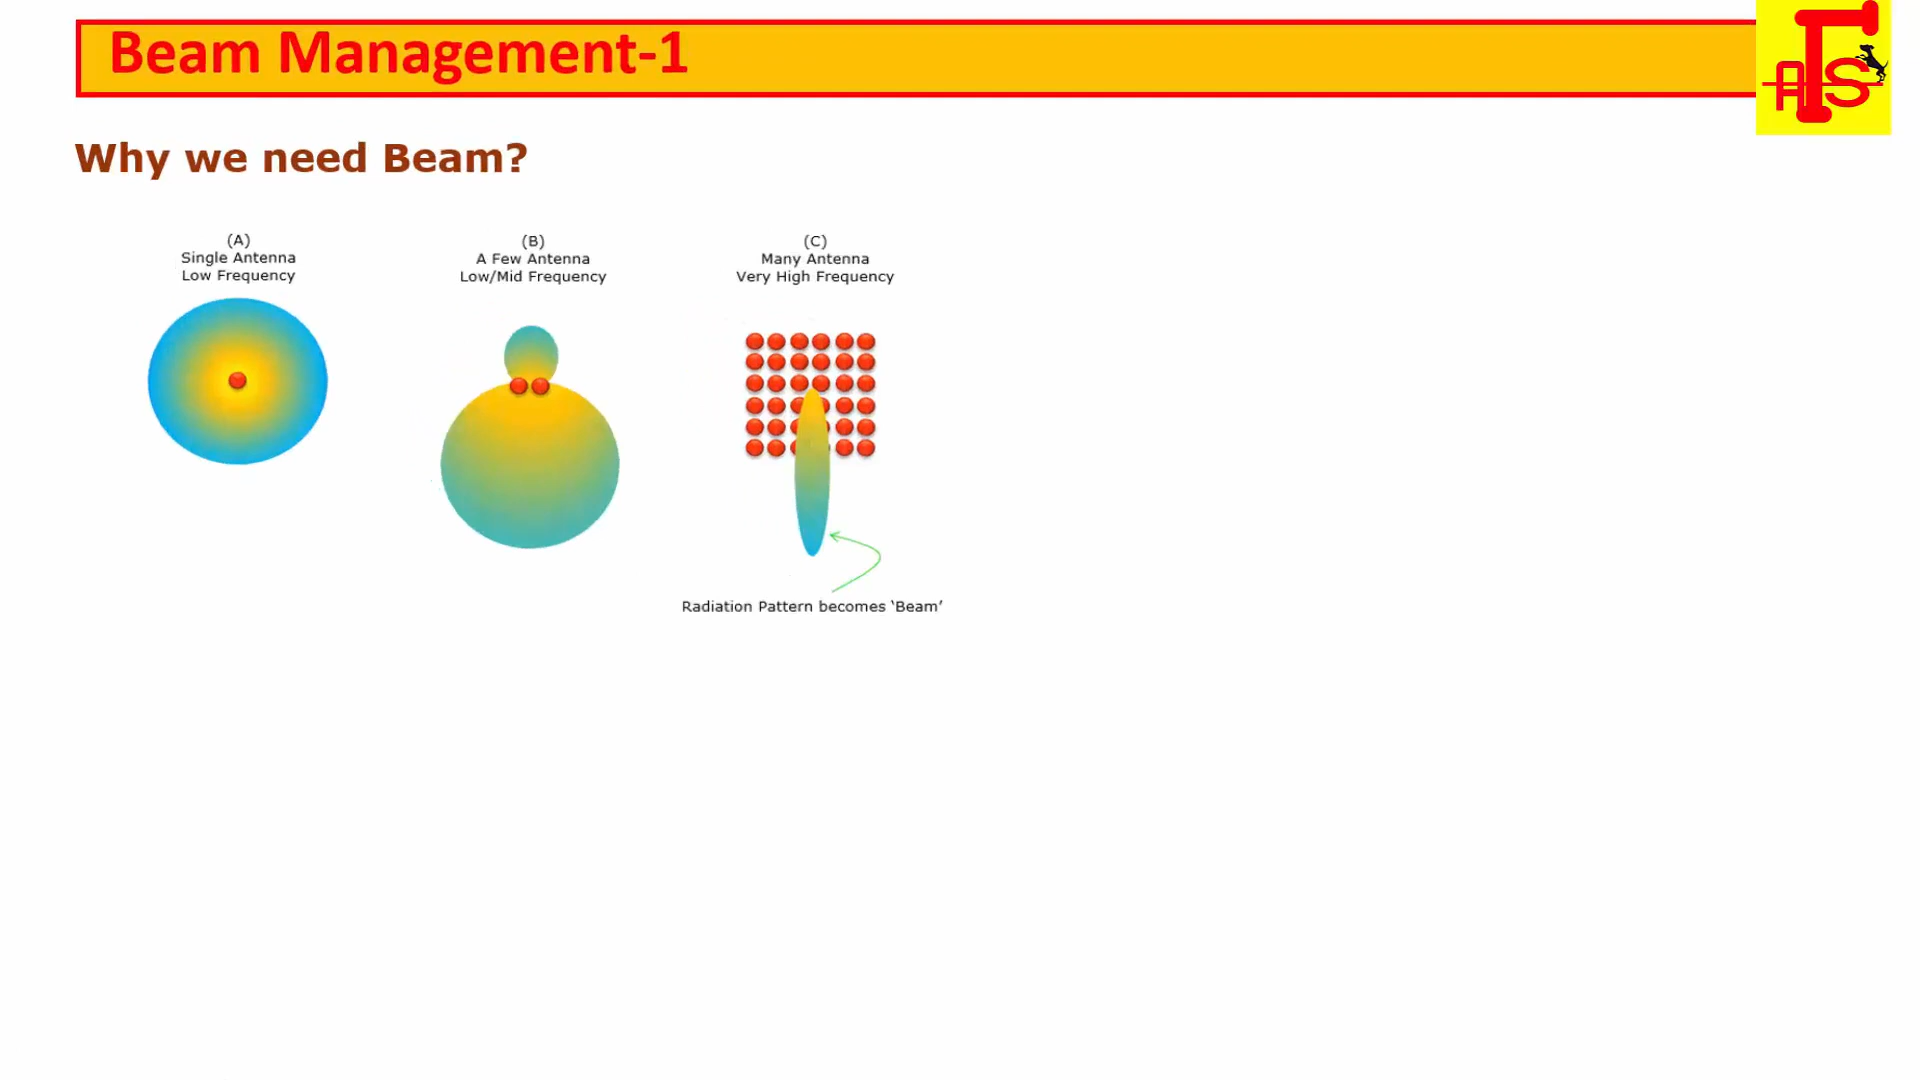 Beam Management-1
AIS
Why we need Beam?
(A)
Single Antenna
Low Frequency
(B)
A Few Antenna
Low/Mid Frequency
(C)
Many Antenna
Very High Frequency
Radiation Pattern becomes ‘Beam’